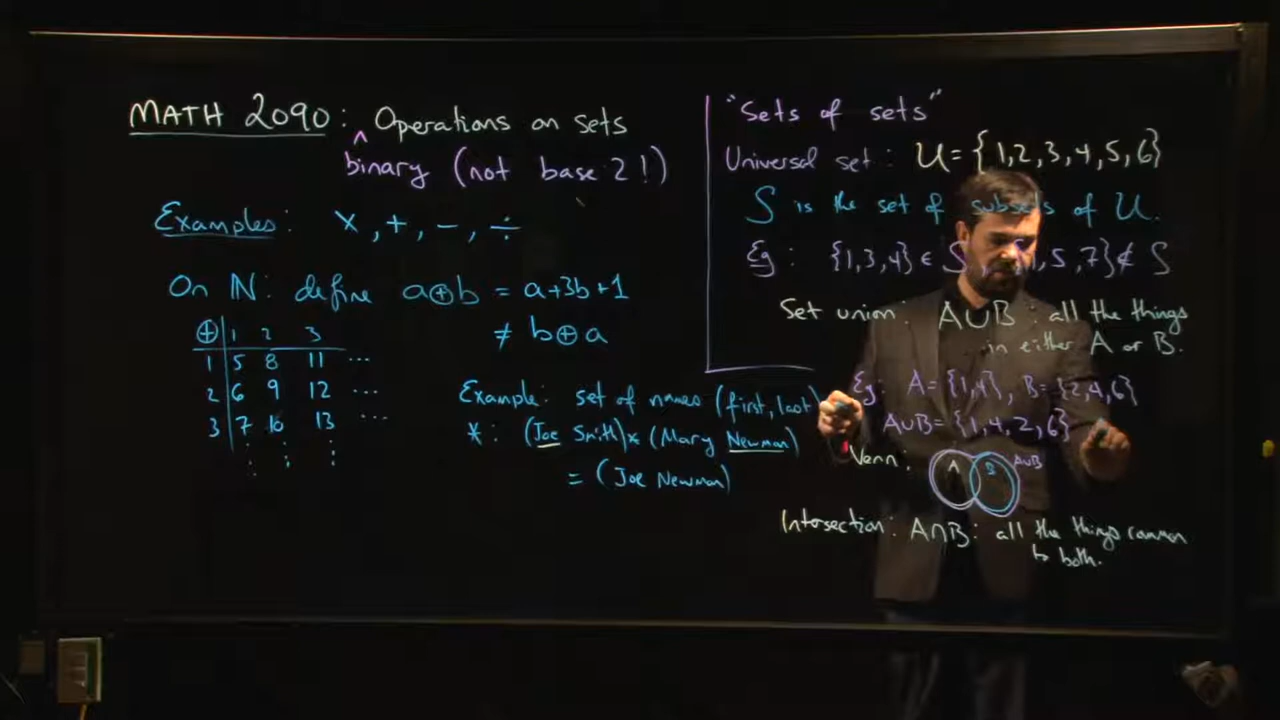 MATH 2090: Operations on sets
^ binary (not base 2!)
Examples: ×, +, −, ÷
On ℕ: define a⊕b = a+3b+1
≠ b⊕a
⊕ 1 2 3
1 5 8 11 ...
2 6 9 12 ...
3 7 10 13 ...
⋮ ⋮ ⋮
Example: set of names (first, last)
*: (Joe Smith)*(Mary Newman)
= (Joe Newman)
"Sets of sets"
Universal set: U = {1,2,3,4,5,6}
S is the set of subsets of U.
Eg: {1,3,4} ∈ S, 1,5,7} ∉ S
Set union: A∪B: all the things
in either A or B.
Eg: A = {1,4}, B = {2,4,6}
A∪B = {1,4,2,6}
Venn. A B A∪B
Intersection: A∩B: all the things common
to both.